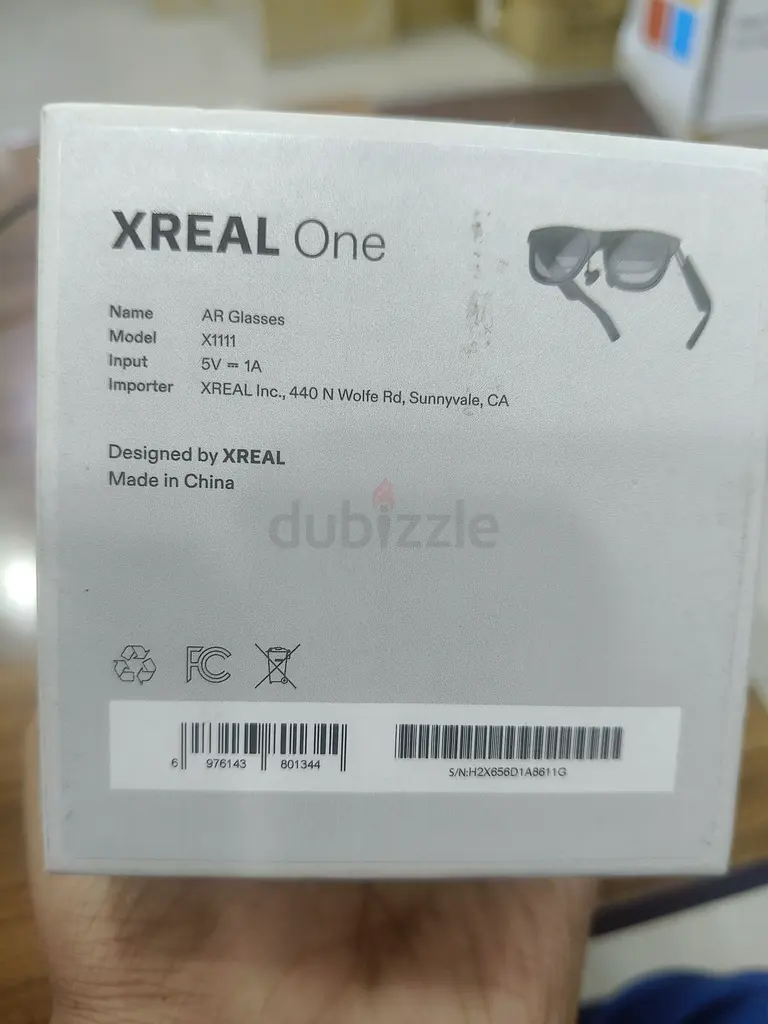 XREAL One
Name AR Glasses
Model X1111
Input 5V ⎓ 1A
Importer XREAL Inc., 440 N Wolfe Rd, Sunnyvale, CA
Designed by XREAL
Made in China
dubizzle
FC
6 976143 801344
S/N:H2X656D1A8611G